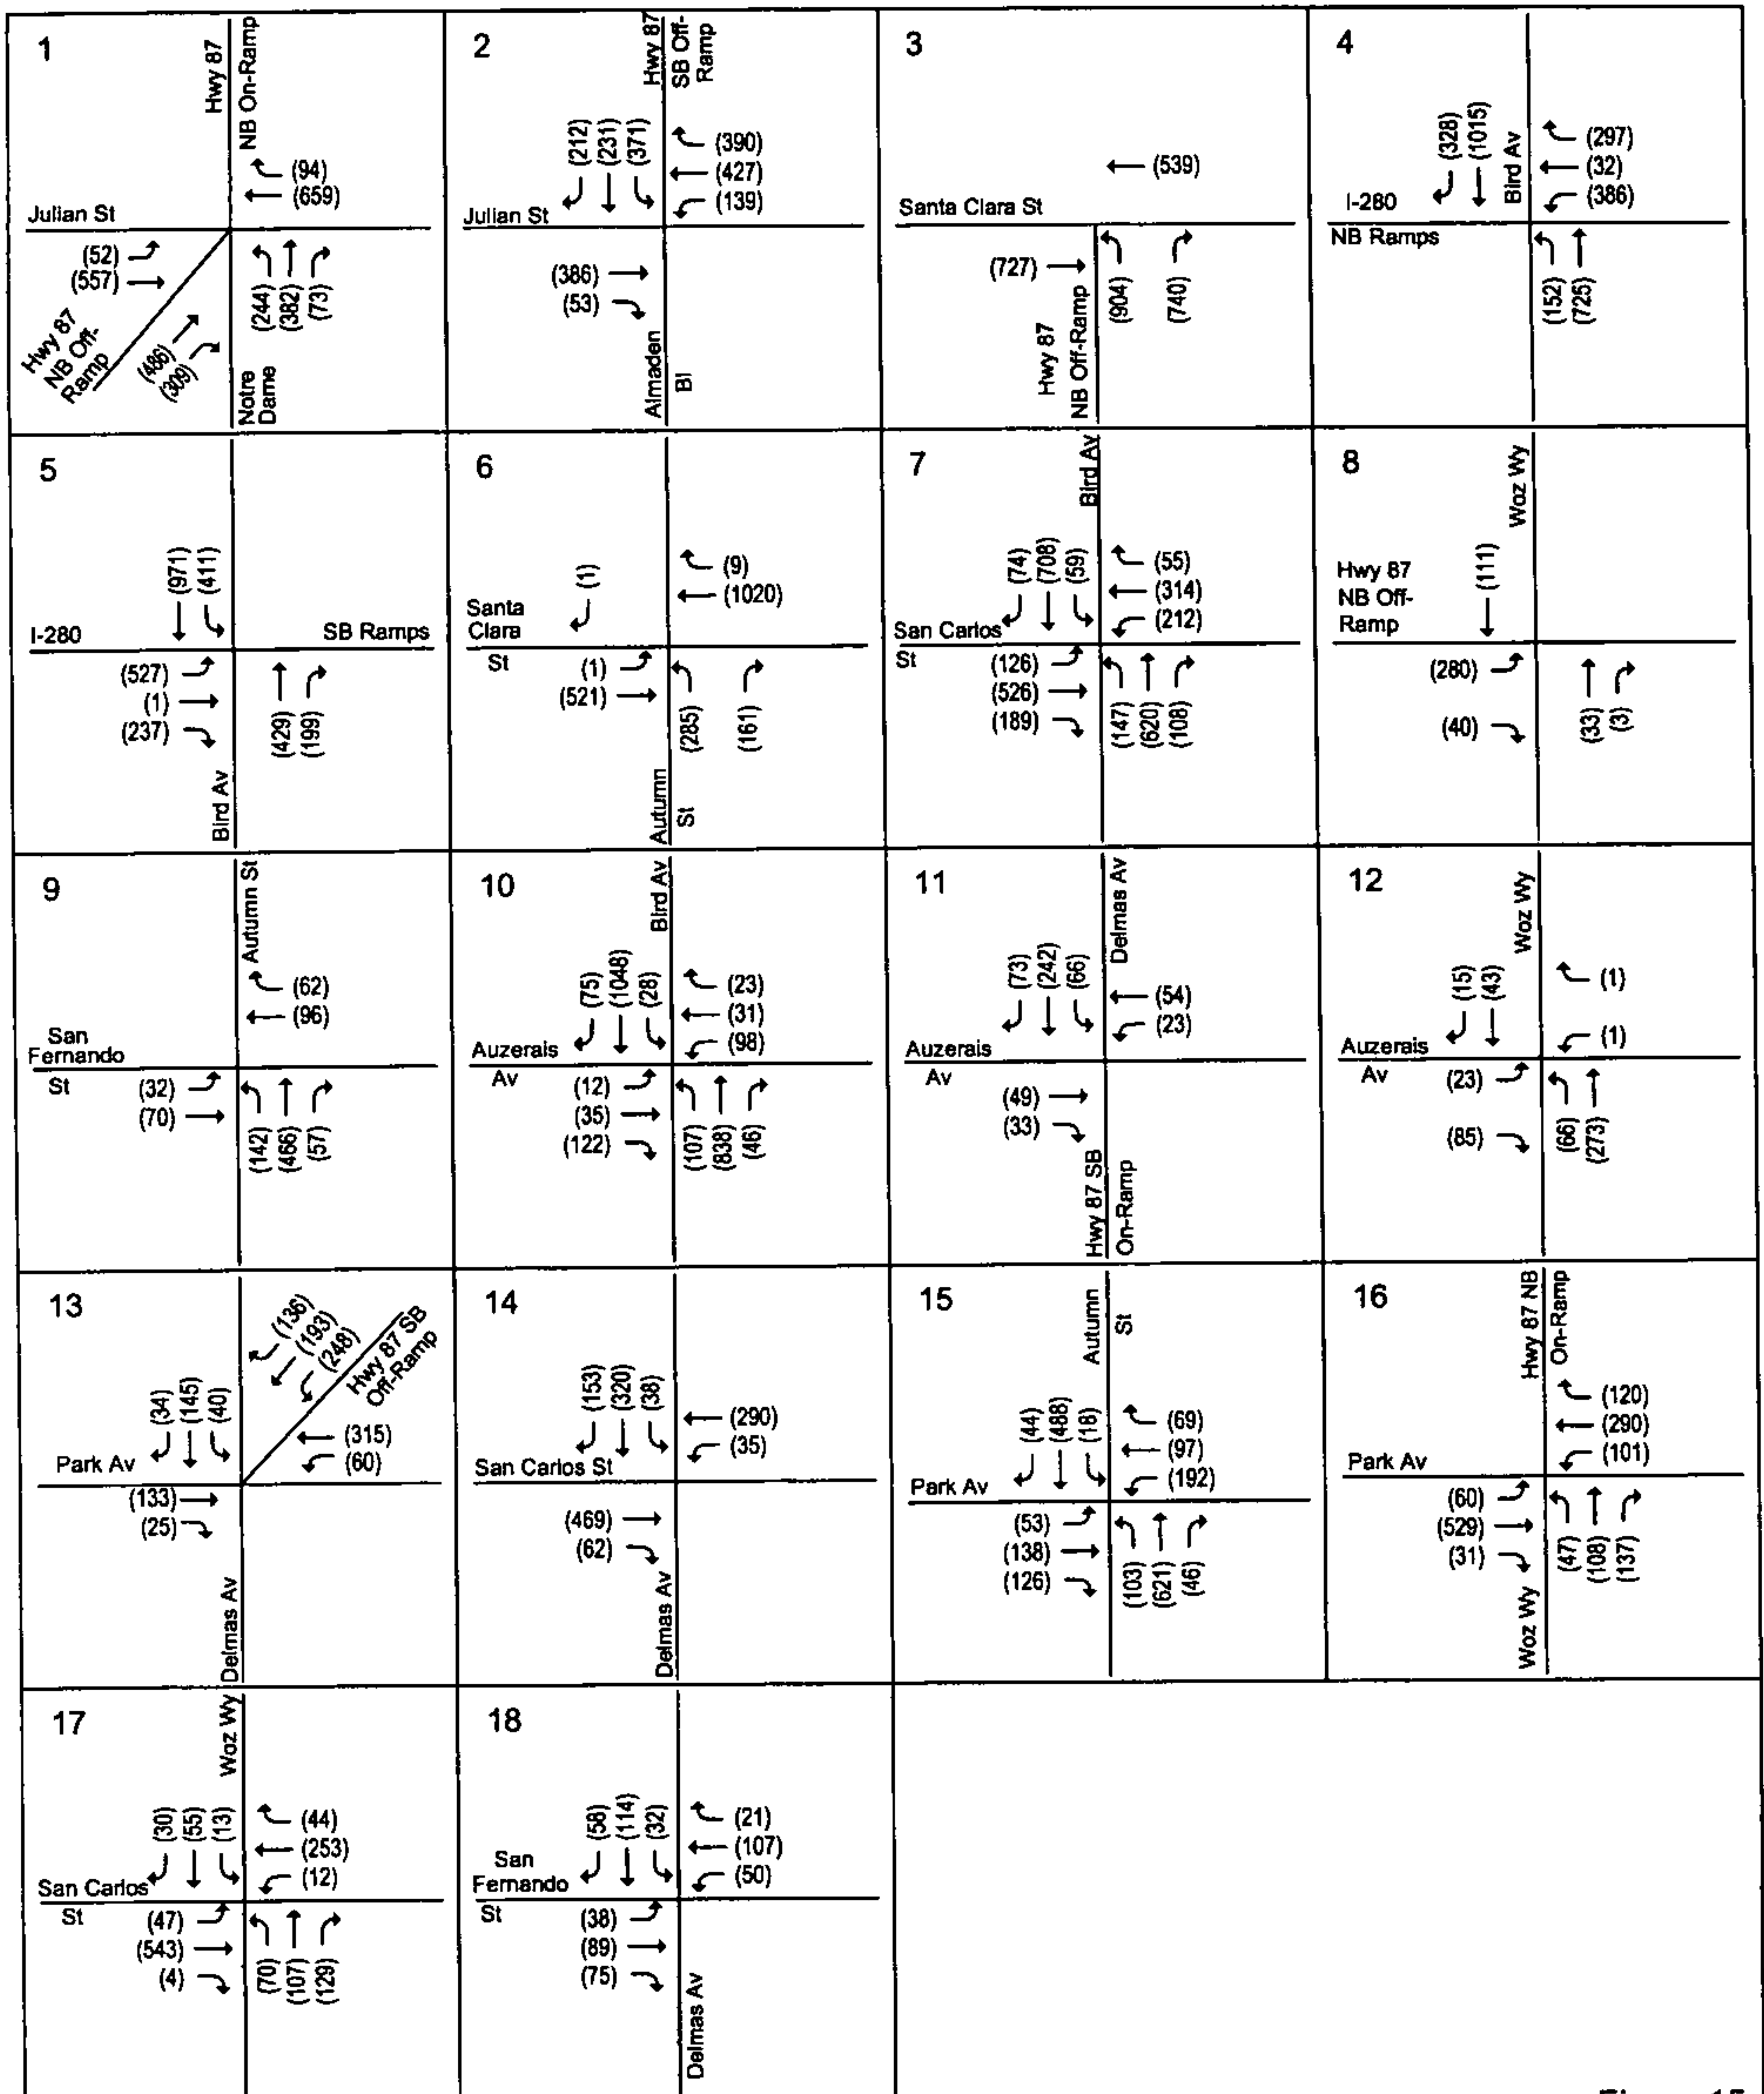 1
Hwy 87
NB On-Ramp
(94)
(659)
Julian St
(52)
(557)
(244)
(382)
(73)
Hwy 87
NB Off-
Ramp
(486)
(309)
Notre
Dame
2
Hwy 87
SB Off-
Ramp
(212)
(231)
(371)
(390)
(427)
(139)
Julian St
(386)
(53)
Almaden
Bl
3
(539)
Santa Clara St
(727)
(904)
(740)
Hwy 87
NB Off-Ramp
4
(328)
(1015)
Bird Av
(297)
(32)
(386)
I-280
NB Ramps
(152)
(725)
5
(971)
(411)
I-280
SB Ramps
(527)
(1)
(237)
(429)
(199)
Bird Av
6
(1)
(9)
(1020)
Santa
Clara
St
(1)
(521)
(285)
(161)
Autumn
St
7
Bird Av
(74)
(708)
(59)
(55)
(314)
(212)
San Carlos
St
(126)
(526)
(189)
(147)
(620)
(108)
8
Woz Wy
(111)
Hwy 87
NB Off-
Ramp
(280)
(40)
(33)
(3)
9
Autumn St
(62)
(96)
San
Fernando
St
(32)
(70)
(142)
(466)
(57)
10
Bird Av
(75)
(1048)
(28)
(23)
(31)
(98)
Auzerais
Av
(12)
(35)
(122)
(107)
(838)
(46)
11
Delmas Av
(73)
(242)
(66)
(54)
(23)
Auzerais
Av
(49)
(33)
Hwy 87 SB
On-Ramp
12
Woz Wy
(15)
(43)
(1)
(1)
Auzerais
Av
(23)
(85)
(66)
(273)
13
(136)
(193)
(248)
Hwy 87 SB
Off-Ramp
(34)
(145)
(40)
(315)
(60)
Park Av
(133)
(25)
Delmas Av
14
(153)
(320)
(38)
(290)
(35)
San Carlos St
(469)
(62)
Delmas Av
15
Autumn
St
(44)
(488)
(18)
(69)
(97)
(192)
Park Av
(53)
(138)
(126)
(103)
(621)
(46)
16
Hwy 87 NB
On-Ramp
(120)
(290)
(101)
Park Av
(60)
(529)
(31)
(47)
(108)
(137)
Woz Wy
17
Woz Wy
(30)
(55)
(13)
(44)
(253)
(12)
San Carlos
St
(47)
(543)
(4)
(70)
(107)
(129)
18
(58)
(114)
(32)
(21)
(107)
(50)
San
Fernando
St
(38)
(89)
(75)
Delmas Av